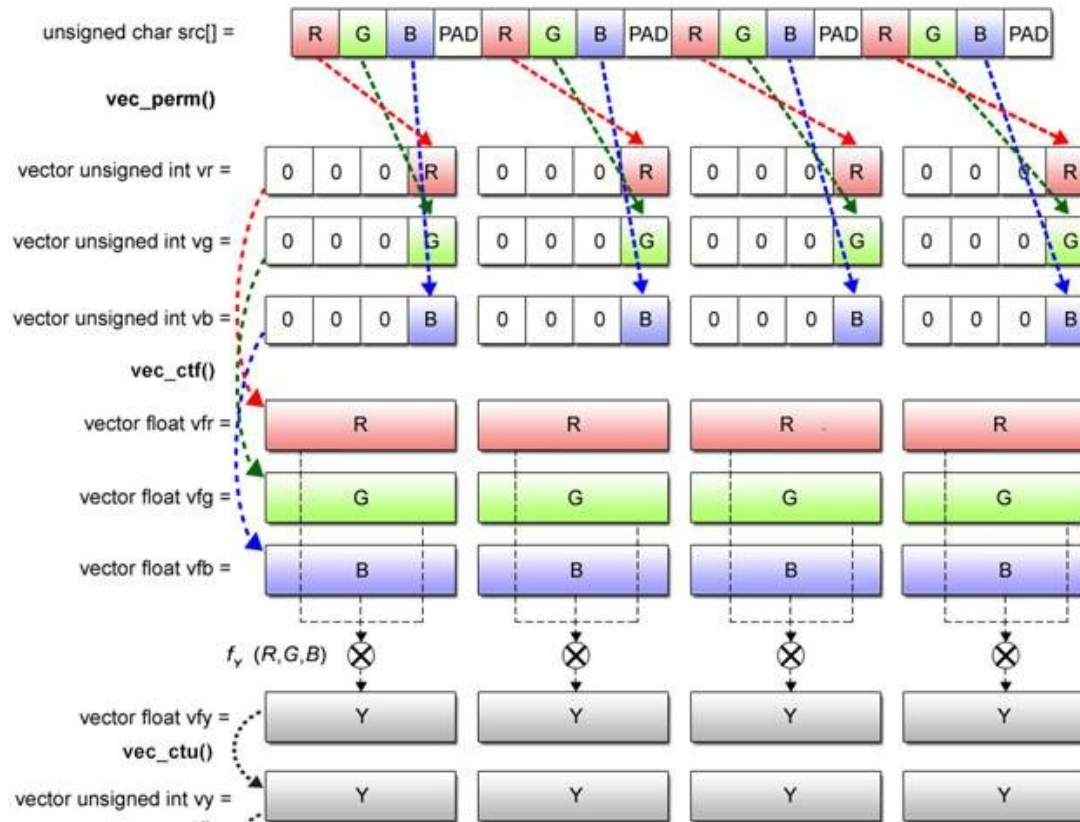 unsigned char src[] = R G B PAD R G B PAD R G B PAD R G B PAD
vec_perm()
vector unsigned int vr = 0 0 0 R 0 0 0 R 0 0 0 R 0 0 0 R
vector unsigned int vg = 0 0 0 G 0 0 0 G 0 0 0 G 0 0 0 G
vector unsigned int vb = 0 0 0 B 0 0 0 B 0 0 0 B 0 0 0 B
vec_ctf()
vector float vfr = R R R R
vector float vfg = G G G G
vector float vfb = B B B B
fY (R,G,B)
vector float vfy = Y Y Y Y
vec_ctu()
vector unsigned int vy = Y Y Y Y